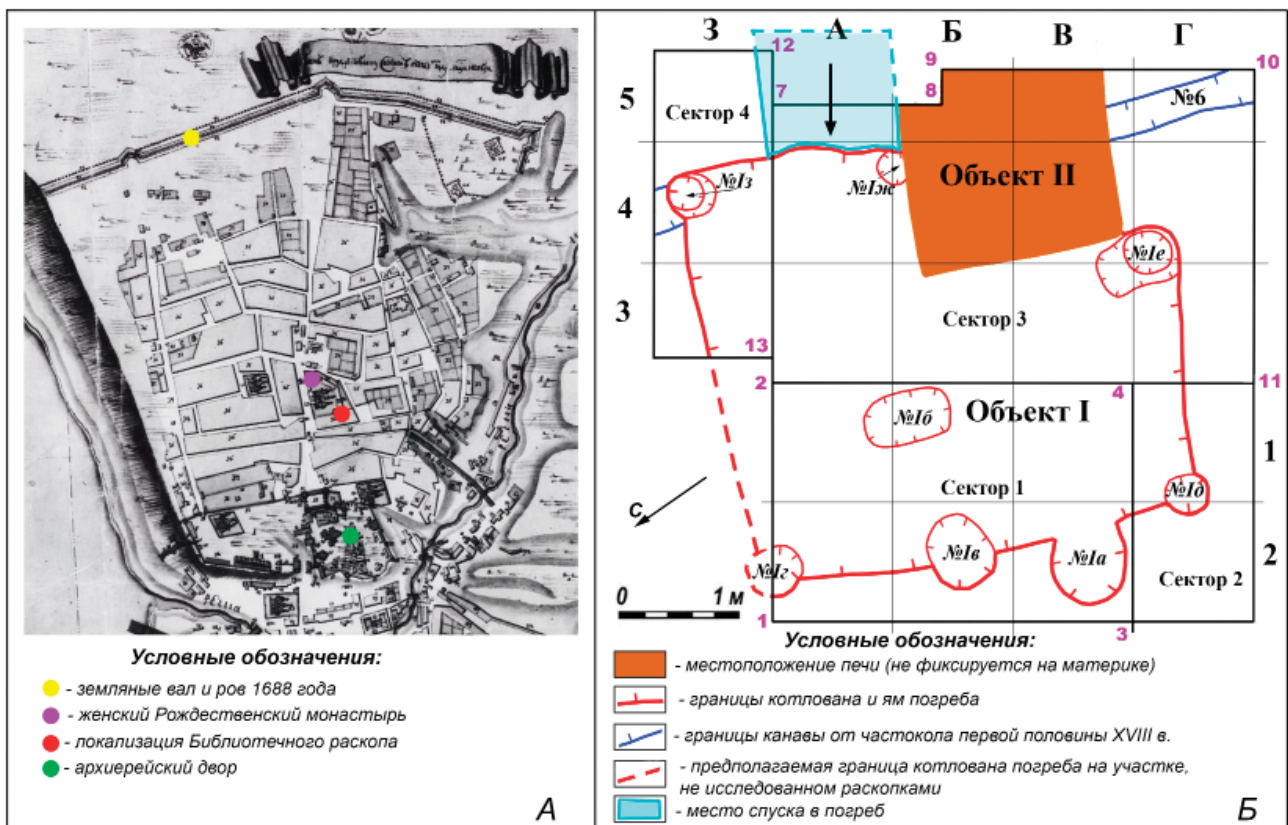 Условные обозначения:
- земляные вал и ров 1688 года
- женский Рождественский монастырь
- локализация Библиотечного раскопа
- архиерейский двор
А
З А Б В Г
12 9 10
7 8
5
Сектор 4
№6
Объект II
№Iз
№Iж
4
№Iе
3
Сектор 3
13
2 4 11
№Iб
Объект I
1
Сектор 1
№Iд
С
№Iг
№Iв
№Iа
2
Сектор 2
0 1 м
1 3
Условные обозначения:
- местоположение печи (не фиксируется на материке)
- границы котлована и ям погреба
- границы канавы от частокола первой половины XVIII в.
- предполагаемая граница котлована погреба на участке,
не исследованном раскопками
- место спуска в погреб
Б